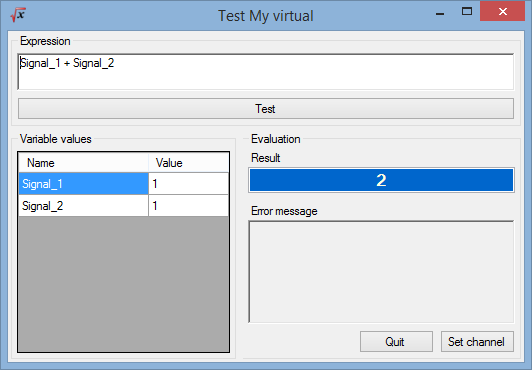 Test My virtual
Expression
Signal_1 + Signal_2
Test
Variable values
Name Value
Signal_1 1
Signal_2 1
Evaluation
Result
2
Error message
Quit Set channel